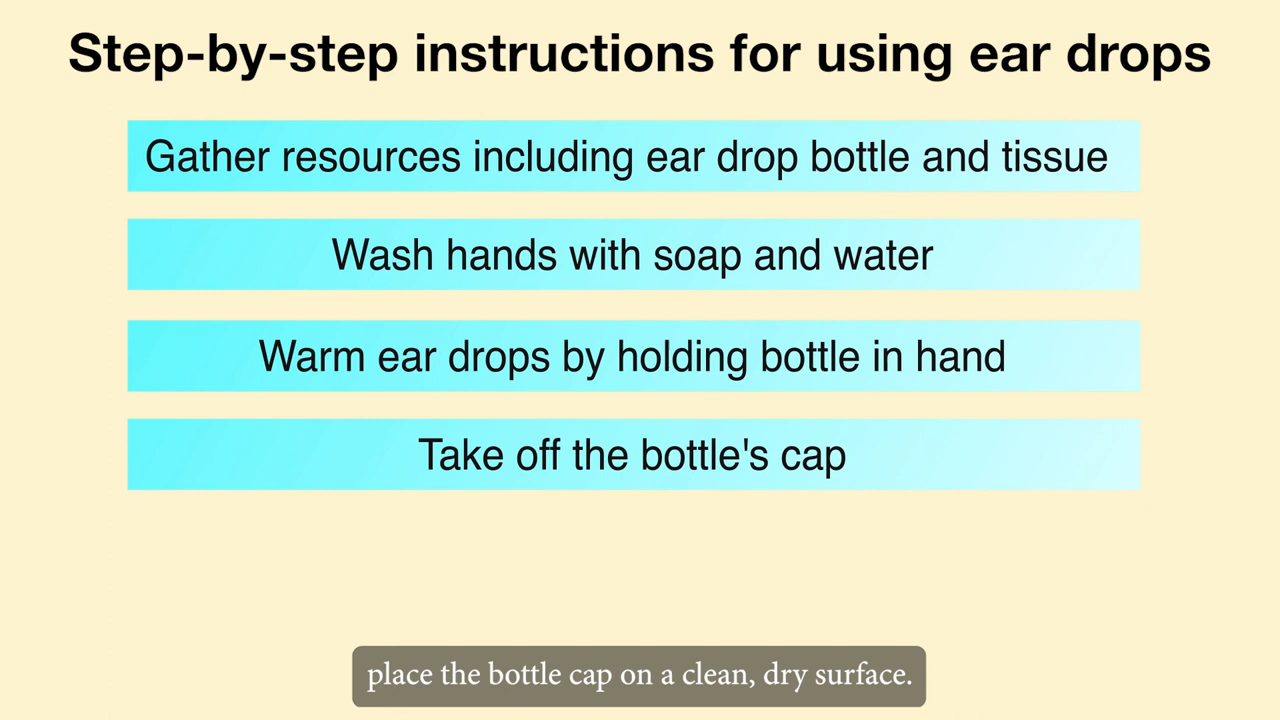 Step-by-step instructions for using ear drops
Gather resources including ear drop bottle and tissue
Wash hands with soap and water
Warm ear drops by holding bottle in hand
Take off the bottle's cap
place the bottle cap on a clean, dry surface.